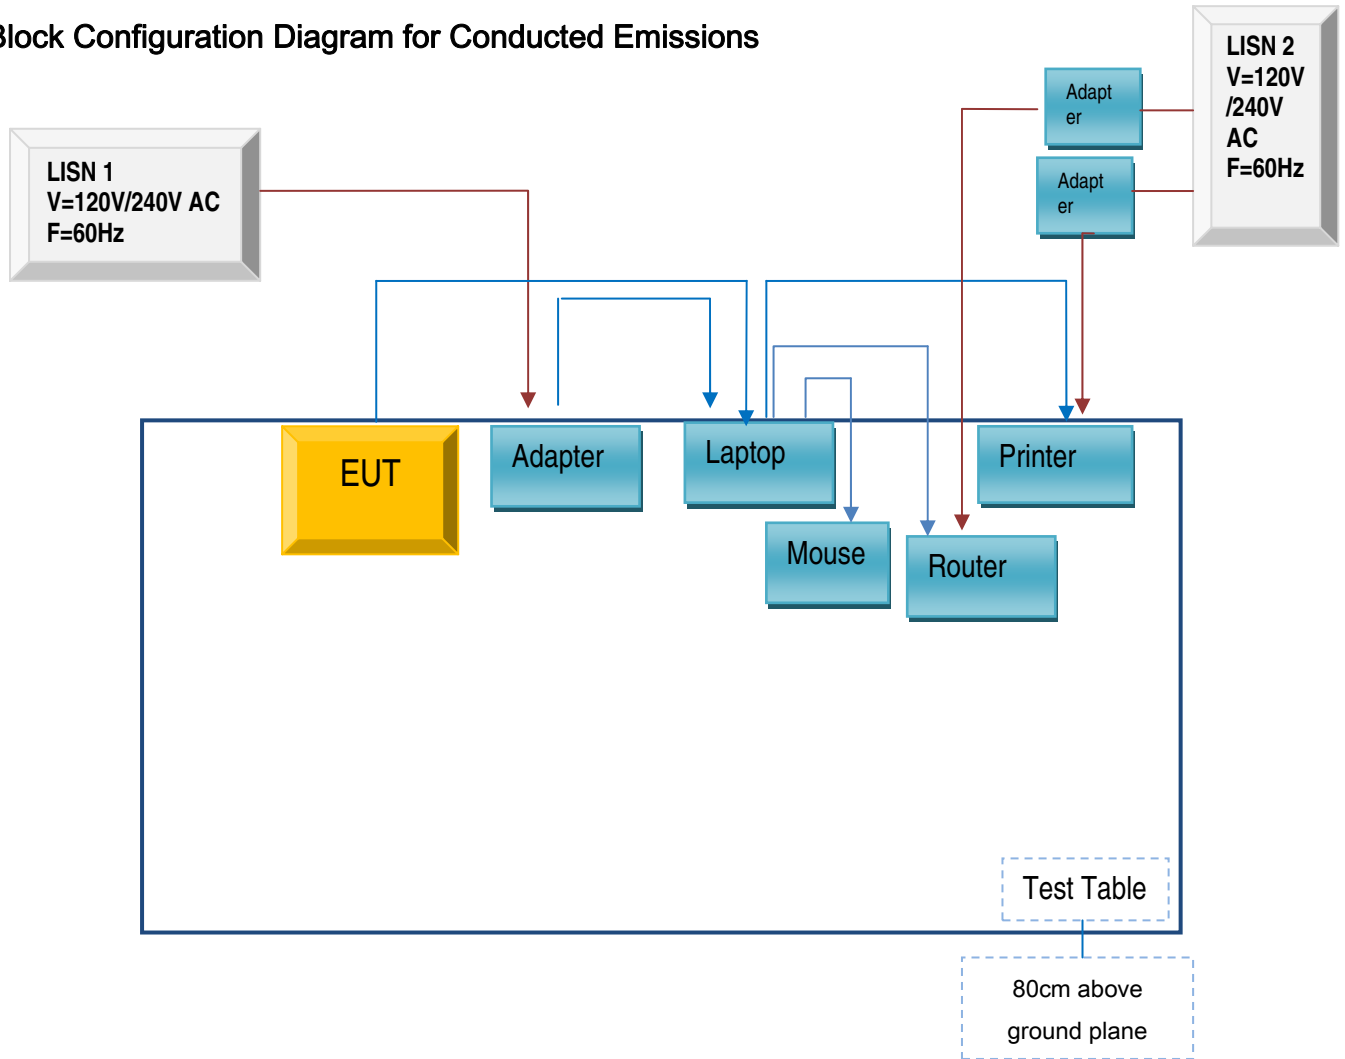 Block Configuration Diagram for Conducted Emissions
LISN 2
V=120V
/240V
AC
F=60Hz
Adapt
er
Adapt
er
LISN 1
V=120V/240V AC
F=60Hz
EUT
Adapter
Laptop
Printer
Mouse
Router
Test Table
80cm above
ground plane